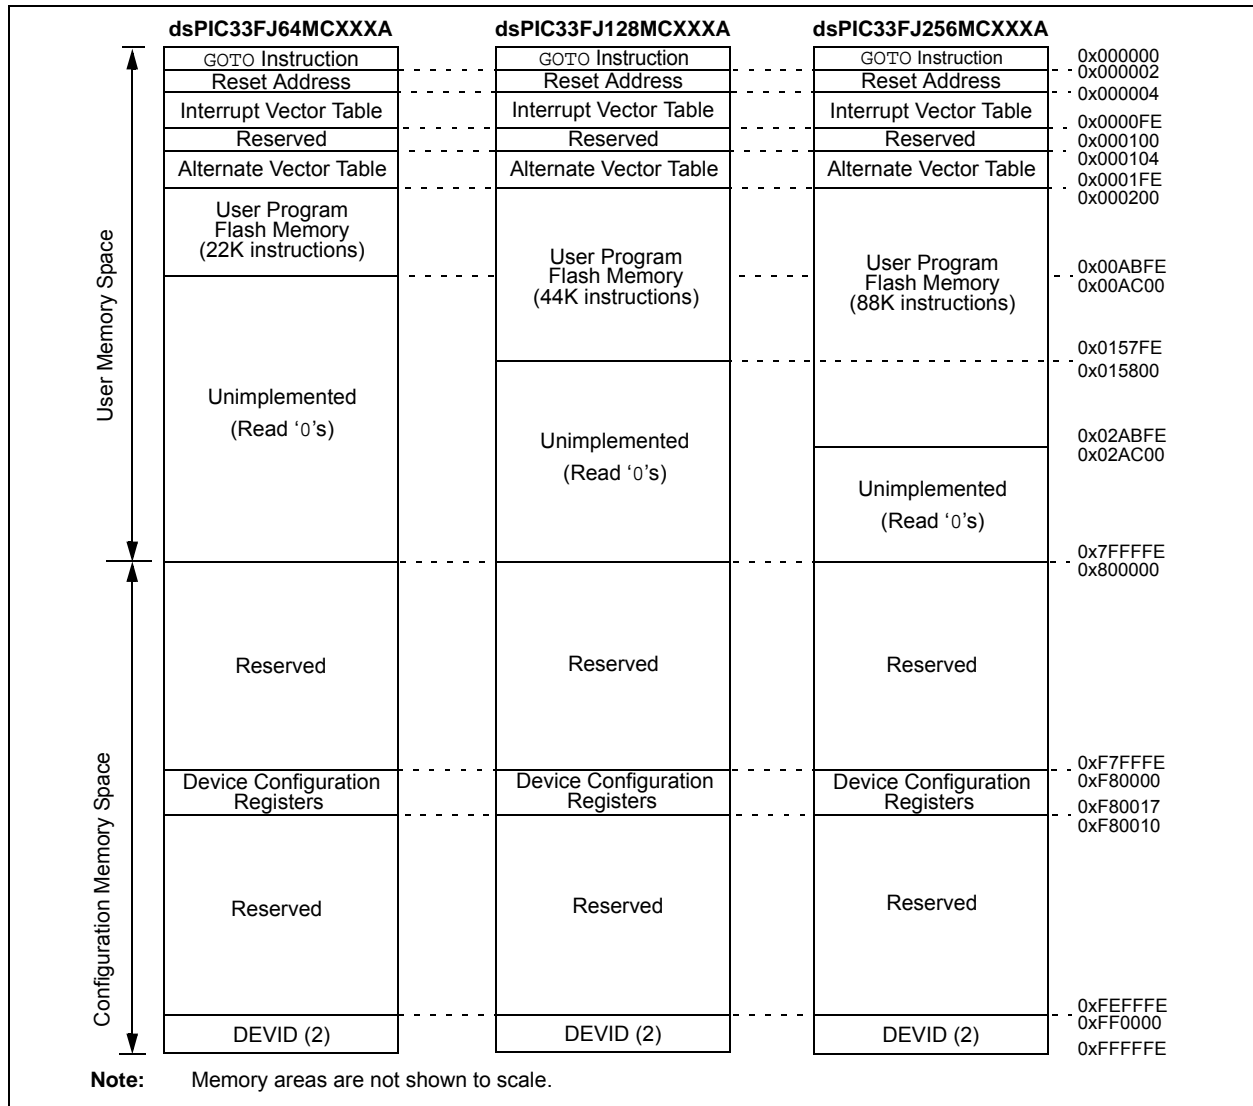 dsPIC33FJ64MCXXXA dsPIC33FJ128MCXXXA dsPIC33FJ256MCXXXA
GOTO Instruction GOTO Instruction GOTO Instruction 0x000000
0x000002
Reset Address Reset Address Reset Address
0x000004
Interrupt Vector Table Interrupt Vector Table Interrupt Vector Table
0x0000FE
Reserved Reserved Reserved 0x000100
0x000104
Alternate Vector Table Alternate Vector Table Alternate Vector Table
0x0001FE
0x000200
User Program
Flash Memory
(22K instructions)
User Program
Flash Memory
(44K instructions)
User Program
Flash Memory
(88K instructions)
0x00ABFE
0x00AC00
0x0157FE
0x015800
User Memory Space
Unimplemented
(Read ‘0’s)
Unimplemented
(Read ‘0’s)
0x02ABFE
0x02AC00
Unimplemented
(Read ‘0’s)
0x7FFFFE
0x800000
Reserved Reserved Reserved
0xF7FFFE
0xF80000
Device Configuration
Registers
Device Configuration
Registers
Device Configuration
Registers
0xF80017
0xF80010
Configuration Memory Space
Reserved Reserved Reserved
0xFEFFFE
0xFF0000
DEVID (2) DEVID (2) DEVID (2)
0xFFFFFE
Note: Memory areas are not shown to scale.